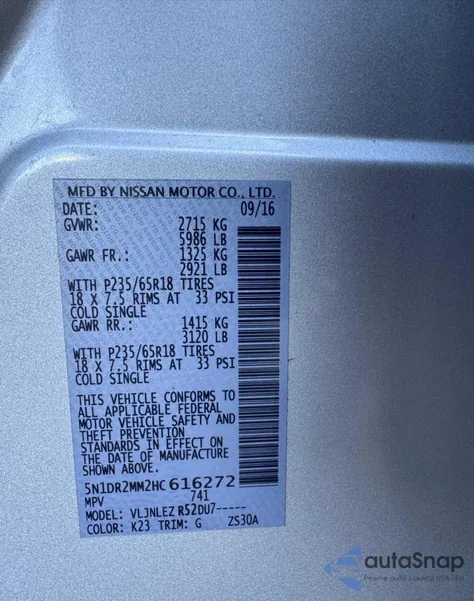 MFD BY NISSAN MOTOR CO., LTD.
DATE: 09/16
GVWR: 2715 KG
5986 LB
GAWR FR.: 1325 KG
2921 LB
WITH P235/65R18 TIRES
18 X 7.5 RIMS AT 33 PSI
COLD SINGLE
GAWR RR.: 1415 KG
3120 LB
WITH P235/65R18 TIRES
18 X 7.5 RIMS AT 33 PSI
COLD SINGLE
THIS VEHICLE CONFORMS TO
ALL APPLICABLE FEDERAL
MOTOR VEHICLE SAFETY AND
THEFT PREVENTION
STANDARDS IN EFFECT ON
THE DATE OF MANUFACTURE
SHOWN ABOVE.
5N1DR2MM2HC616272
MPV 741
MODEL: VLJNLEZ R52DU7-----
COLOR: K23 TRIM: G ZS30A
autaSnap